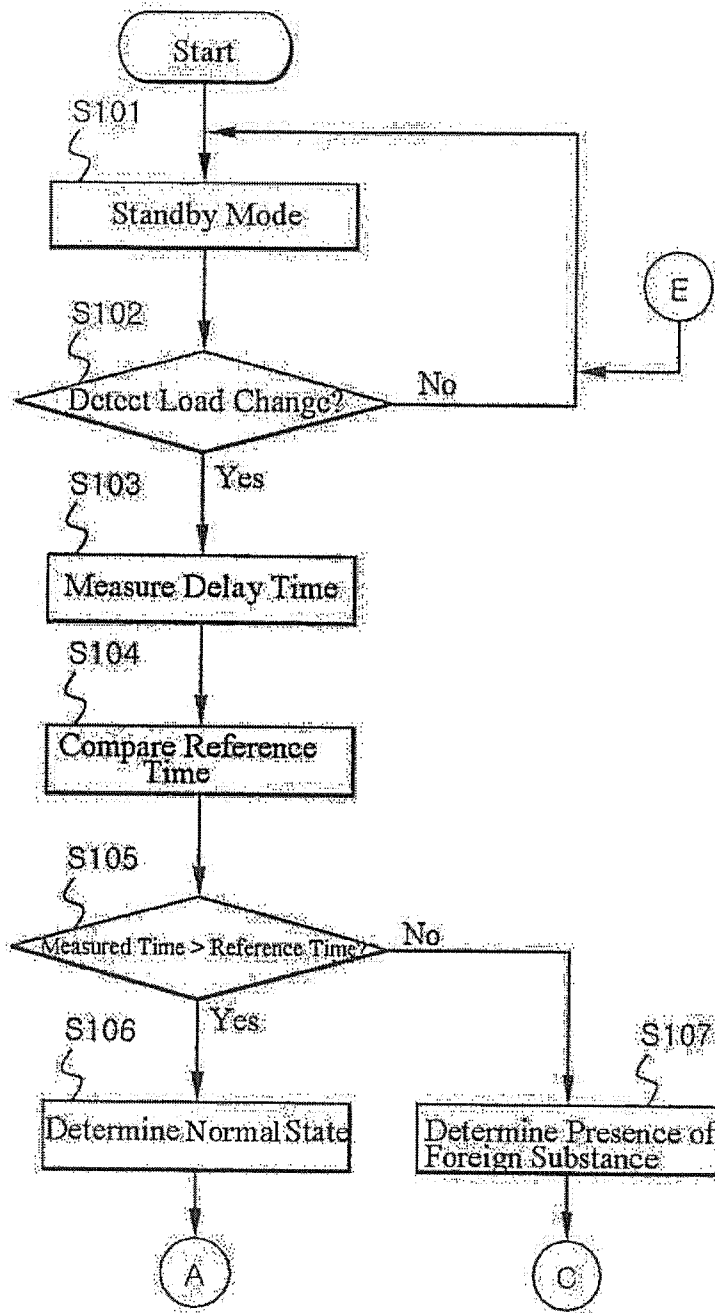 Start
S101
Standby Mode
E
S102
Detect Load Change?
No
Yes
S103
Measure Delay Time
S104
Compare Reference
Time
S105
Measured Time > Reference Time?
No
Yes
S106
Determine Normal State
S107
Determine Presence of
Foreign Substance
A
C